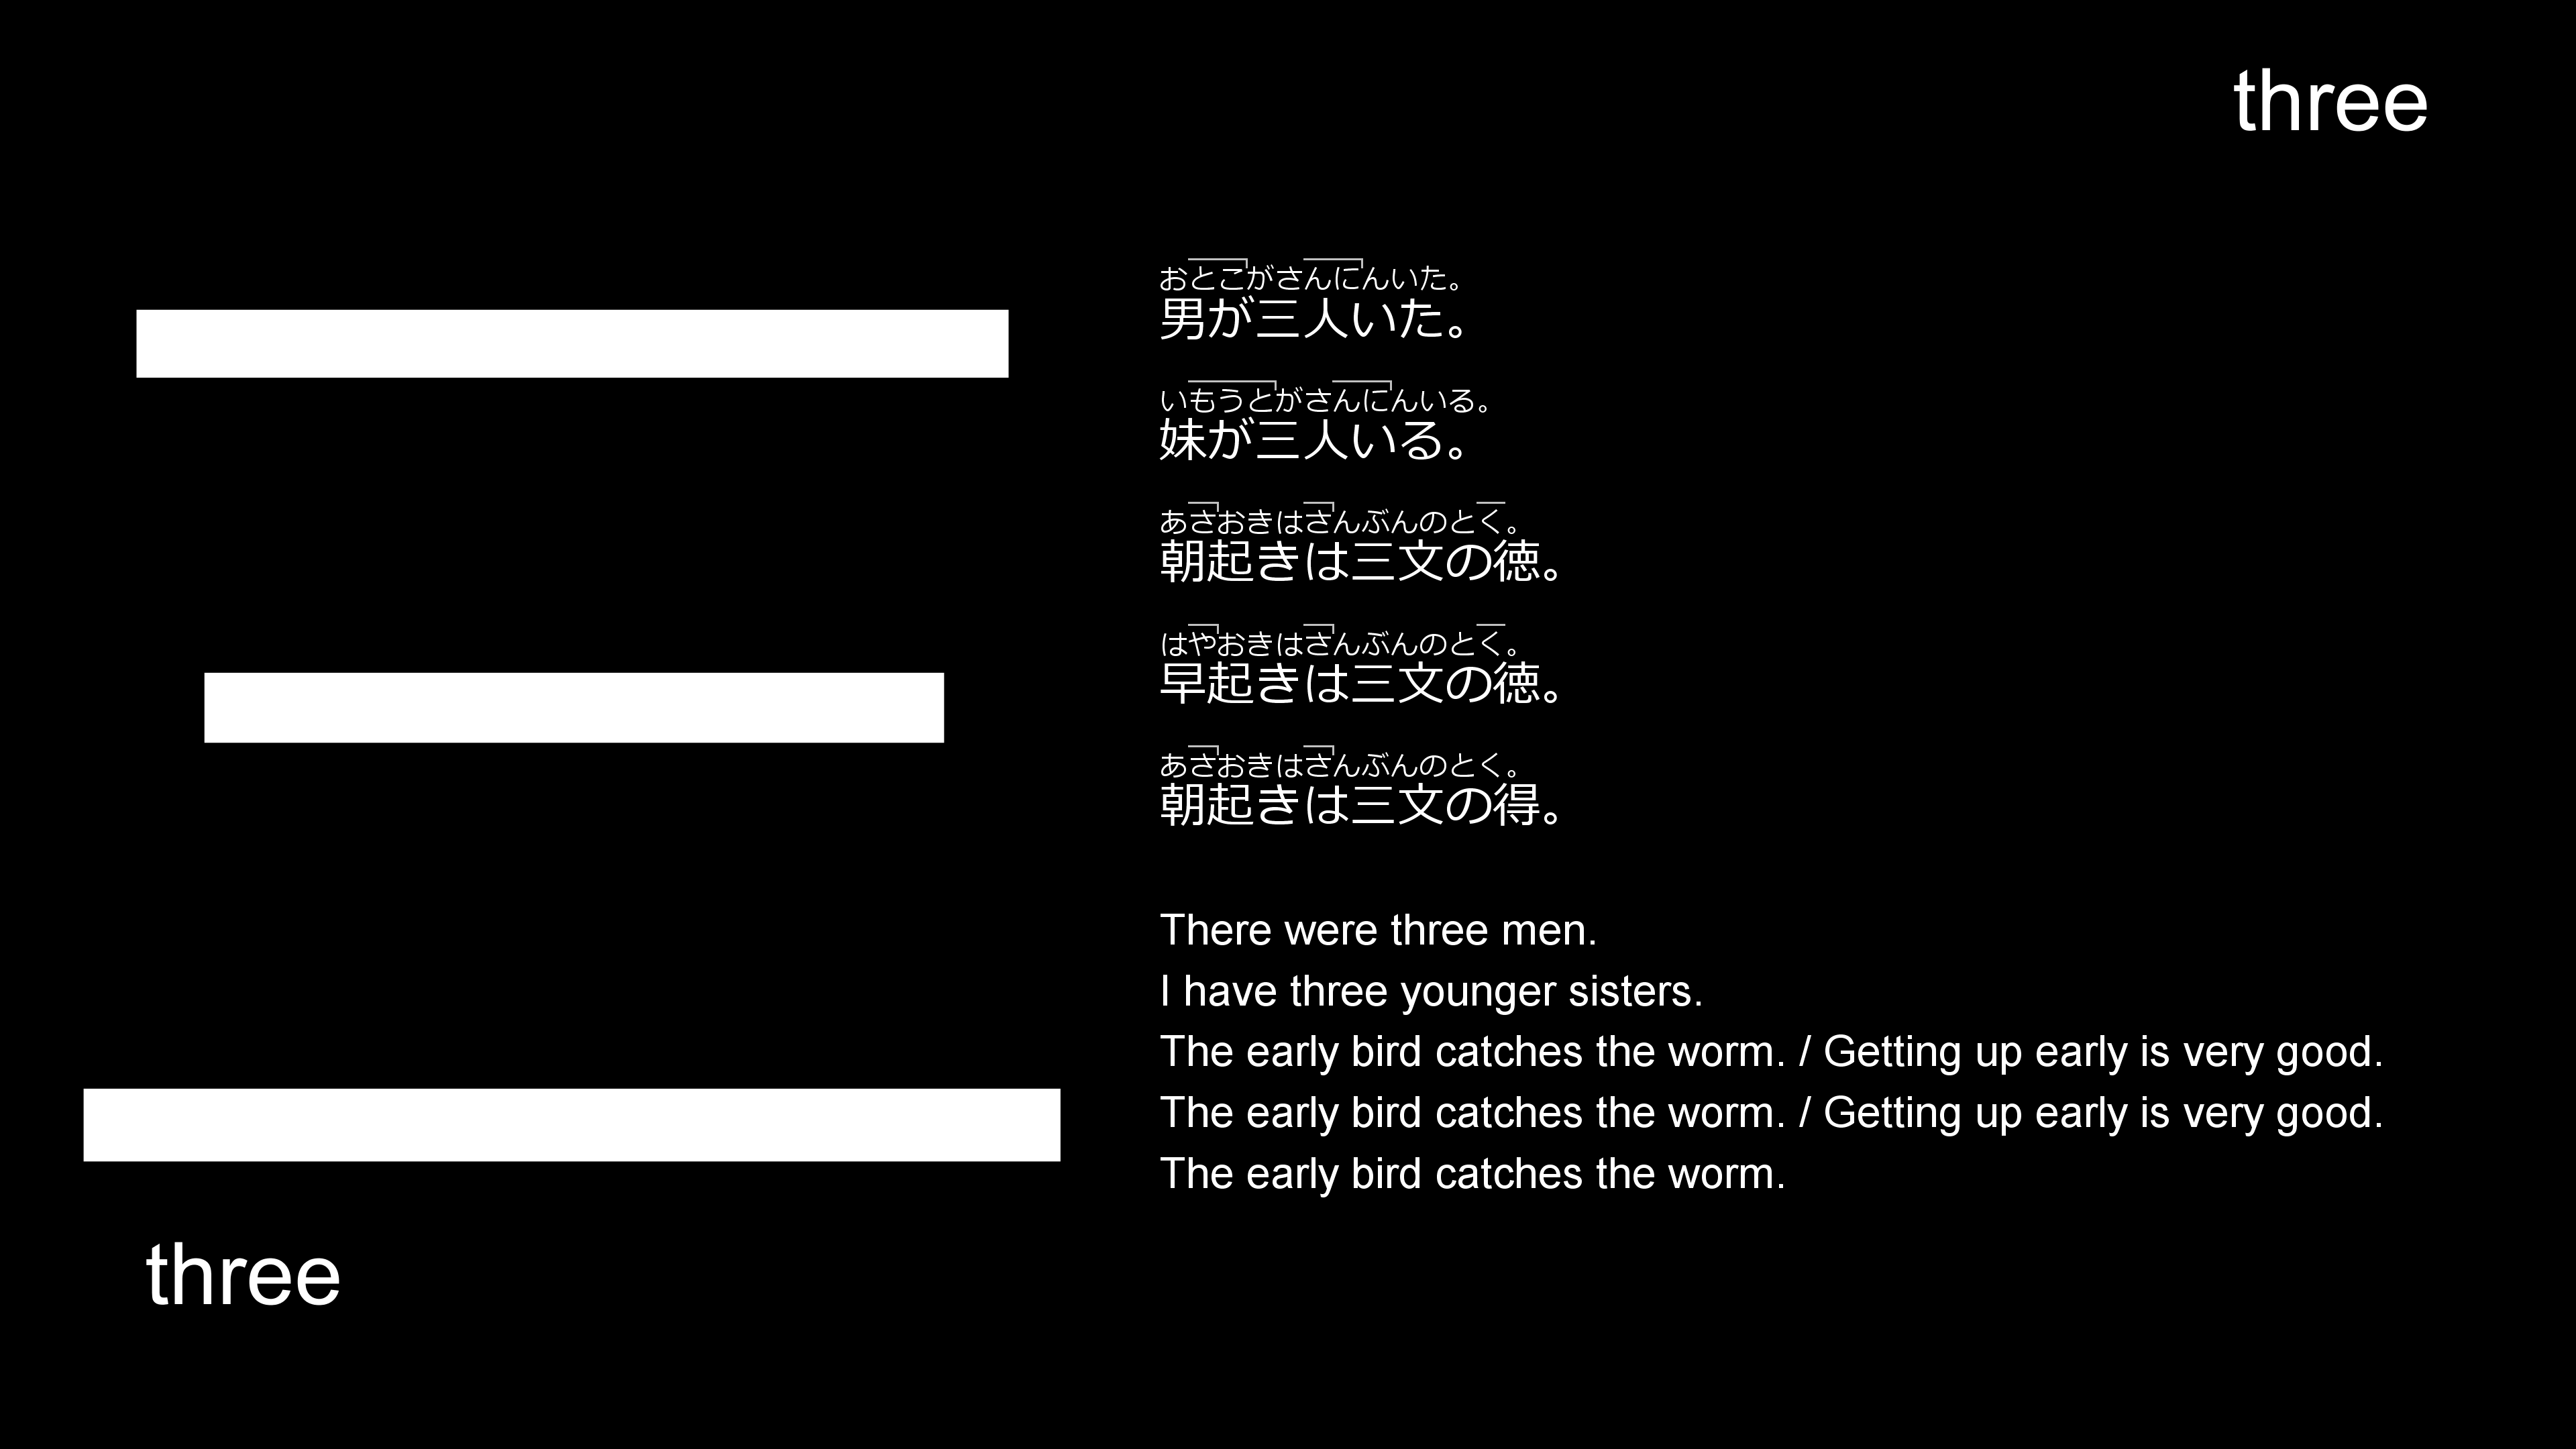 three
三
おとこがさんにんいた。
男が三人いた。
いもうとがさんにんいる。
妹が三人いる。
あさおきはさんぶんのとく。
朝起きは三文の徳。
はやおきはさんぶんのとく。
早起きは三文の徳。
あさおきはさんぶんのとく。
朝起きは三文の得。
There were three men.
I have three younger sisters.
The early bird catches the worm. / Getting up early is very good.
The early bird catches the worm. / Getting up early is very good.
The early bird catches the worm.
three